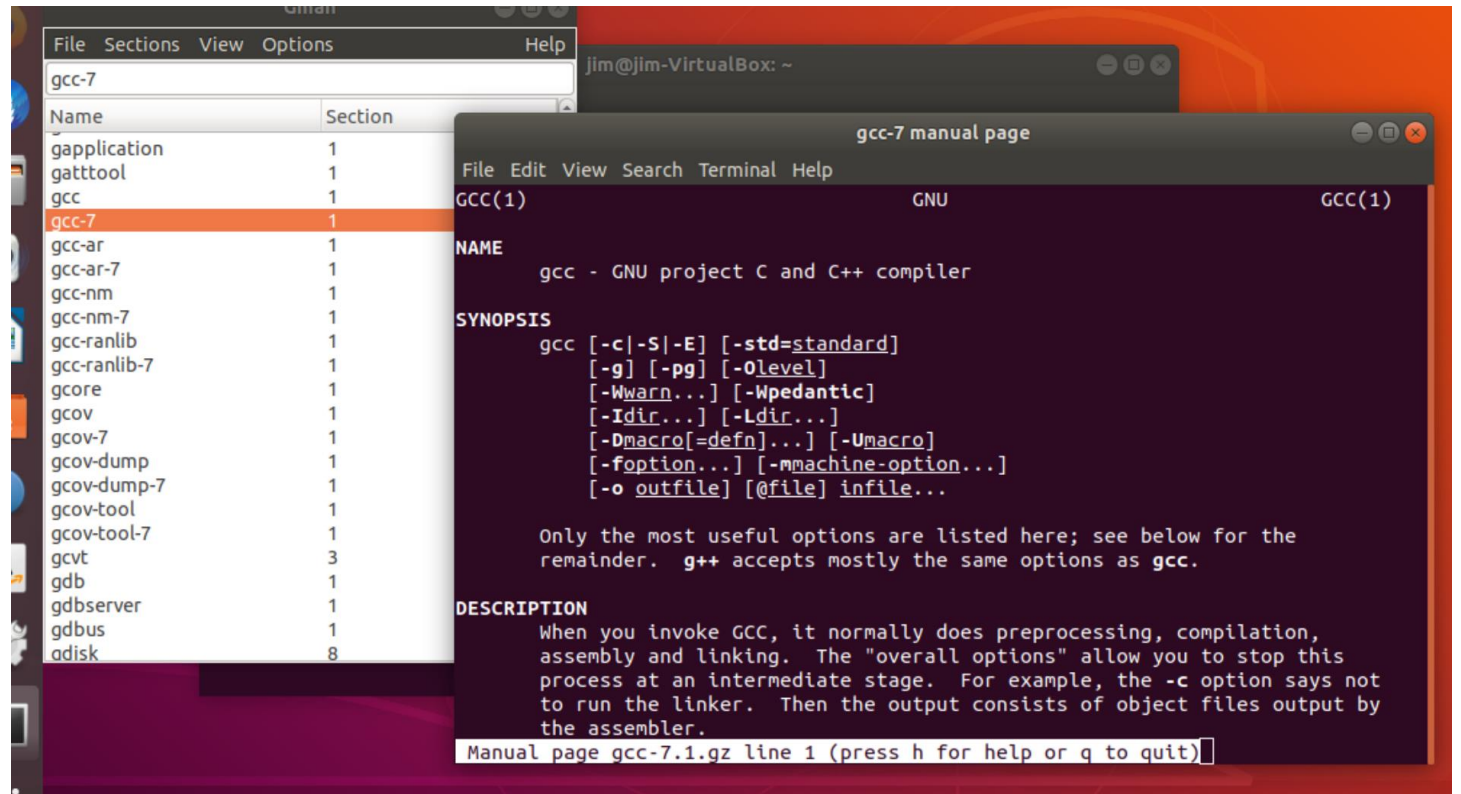 Gman
File Sections View Options Help
gcc-7
Name Section
gapplication 1
gatttool 1
gcc 1
gcc-7 1
gcc-ar 1
gcc-ar-7 1
gcc-nm 1
gcc-nm-7 1
gcc-ranlib 1
gcc-ranlib-7 1
gcore 1
gcov 1
gcov-7 1
gcov-dump 1
gcov-dump-7 1
gcov-tool 1
gcov-tool-7 1
gcvt 3
gdb 1
gdbserver 1
gdbus 1
gdisk 8
jim@jim-VirtualBox: ~
gcc-7 manual page
File Edit View Search Terminal Help
GCC(1) GNU GCC(1)
NAME
gcc - GNU project C and C++ compiler
SYNOPSIS
gcc [-c|-S|-E] [-std=standard]
[-g] [-pg] [-Olevel]
[-Wwarn...] [-Wpedantic]
[-Idir...] [-Ldir...]
[-Dmacro[=defn]...] [-Umacro]
[-foption...] [-mmachine-option...]
[-o outfile] [@file] infile...
Only the most useful options are listed here; see below for the
remainder. g++ accepts mostly the same options as gcc.
DESCRIPTION
When you invoke GCC, it normally does preprocessing, compilation,
assembly and linking. The "overall options" allow you to stop this
process at an intermediate stage. For example, the -c option says not
to run the linker. Then the output consists of object files output by
the assembler.
Manual page gcc-7.1.gz line 1 (press h for help or q to quit)